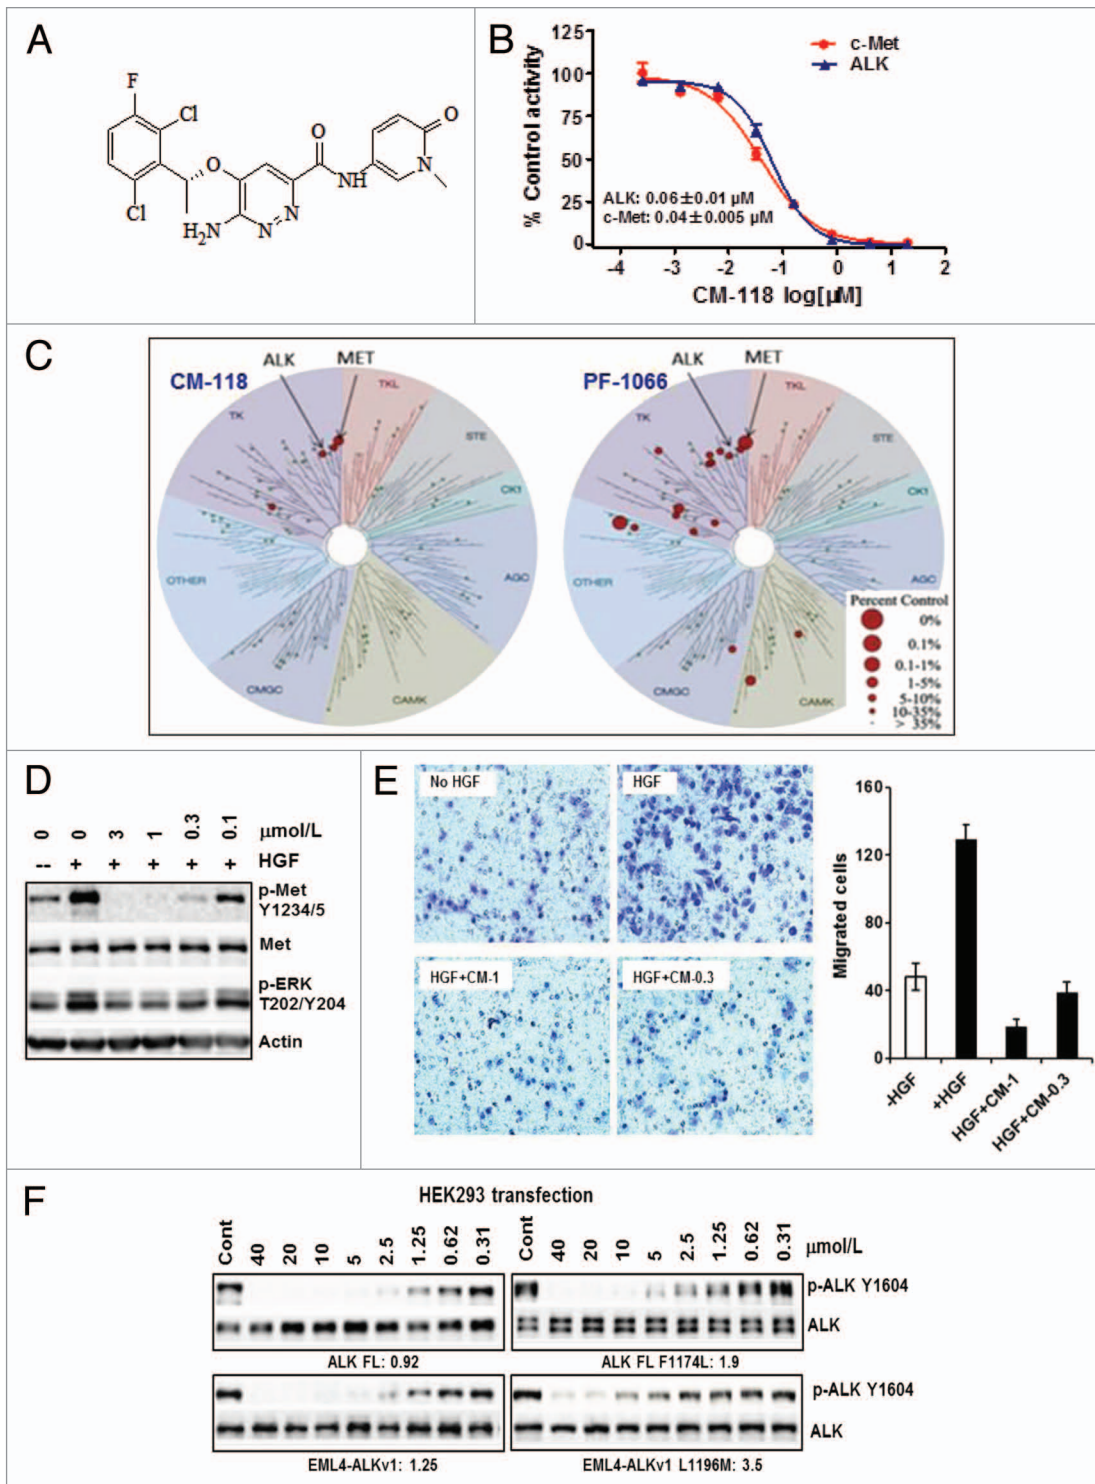 A
F
Cl
Cl
O
H₂N
N
N
O
NH
N
O
B
% Control activity
125
100
75
50
25
0
c-Met
ALK
ALK: 0.06±0.01 µM
c-Met: 0.04±0.005 µM
-4 -3 -2 -1 0 1 2
CM-118 log[µM]
C
ALK MET
CM-118
TK
TKL
STE
CK1
AGC
CAMK
CMGC
OTHER
ALK MET
PF-1066
TK
TKL
STE
CK1
AGC
CAMK
CMGC
OTHER
Percent Control
0%
0.1%
0.1-1%
1-5%
5-10%
10-35%
> 35%
D
0 0 3 1 0.3 0.1 µmol/L
-- + + + + + HGF
p-Met
Y1234/5
Met
p-ERK
T202/Y204
Actin
E
No HGF
HGF
HGF+CM-1
HGF+CM-0.3
Migrated cells
160
120
80
40
0
-HGF
+HGF
HGF+CM-1
HGF+CM-0.3
F
HEK293 transfection
Cont 40 20 10 5 2.5 1.25 0.62 0.31 Cont 40 20 10 5 2.5 1.25 0.62 0.31 µmol/L
p-ALK Y1604
ALK
ALK FL: 0.92
ALK FL F1174L: 1.9
p-ALK Y1604
ALK
EML4-ALKv1: 1.25
EML4-ALKv1 L1196M: 3.5